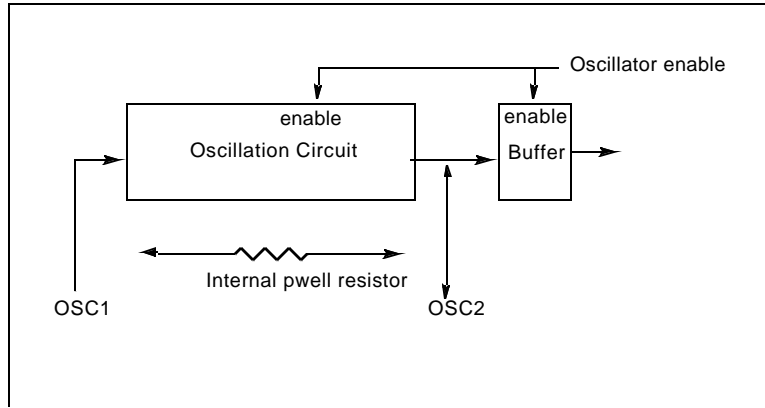 Oscillator enable
enable
enable
Oscillation Circuit
Buffer
Internal pwell resistor
OSC1
OSC2